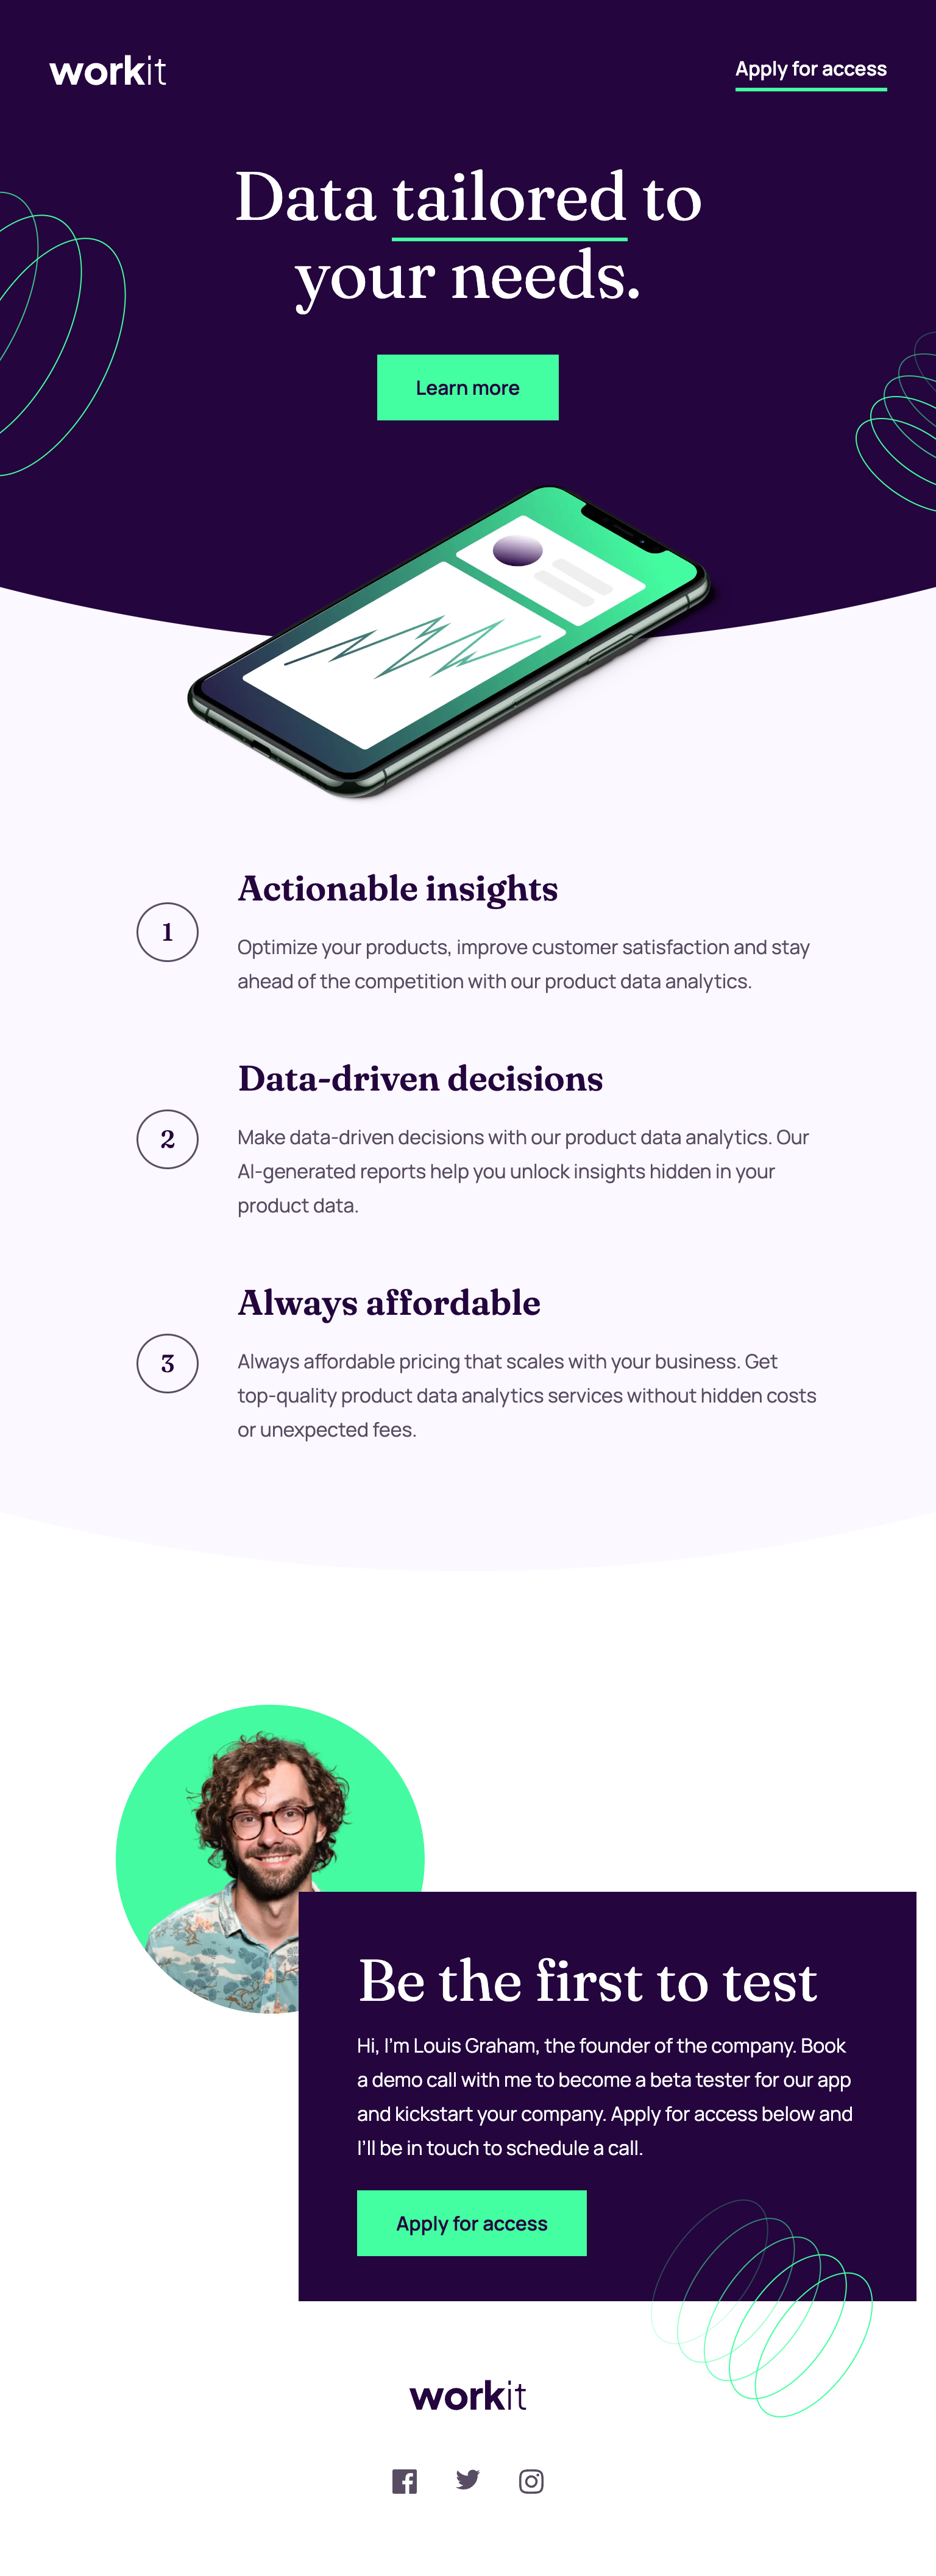 workit
Apply for access
Data tailored to
your needs.
Learn more
1
Actionable insights
Optimize your products, improve customer satisfaction and stay
ahead of the competition with our product data analytics.
2
Data-driven decisions
Make data-driven decisions with our product data analytics. Our
AI-generated reports help you unlock insights hidden in your
product data.
3
Always affordable
Always affordable pricing that scales with your business. Get
top-quality product data analytics services without hidden costs
or unexpected fees.
Be the first to test
Hi, I’m Louis Graham, the founder of the company. Book
a demo call with me to become a beta tester for our app
and kickstart your company. Apply for access below and
I’ll be in touch to schedule a call.
Apply for access
workit